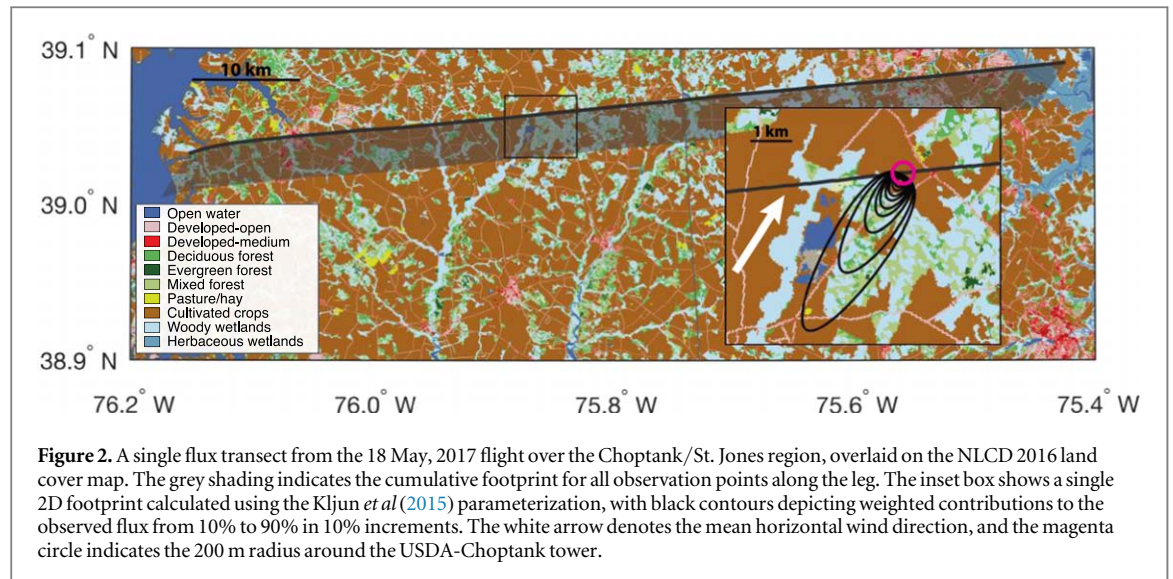 39.1° N
10 km
1 km
39.0° N
Open water
Developed-open
Developed-medium
Deciduous forest
Evergreen forest
Mixed forest
Pasture/hay
Cultivated crops
Woody wetlands
Herbaceous wetlands
38.9° N
76.2° W 76.0° W 75.8° W 75.6° W 75.4° W
Figure 2. A single flux transect from the 18 May, 2017 flight over the Choptank/St. Jones region, overlaid on the NLCD 2016 land
cover map. The grey shading indicates the cumulative footprint for all observation points along the leg. The inset box shows a single
2D footprint calculated using the Kljun et al (2015) parameterization, with black contours depicting weighted contributions to the
observed flux from 10% to 90% in 10% increments. The white arrow denotes the mean horizontal wind direction, and the magenta
circle indicates the 200 m radius around the USDA-Choptank tower.